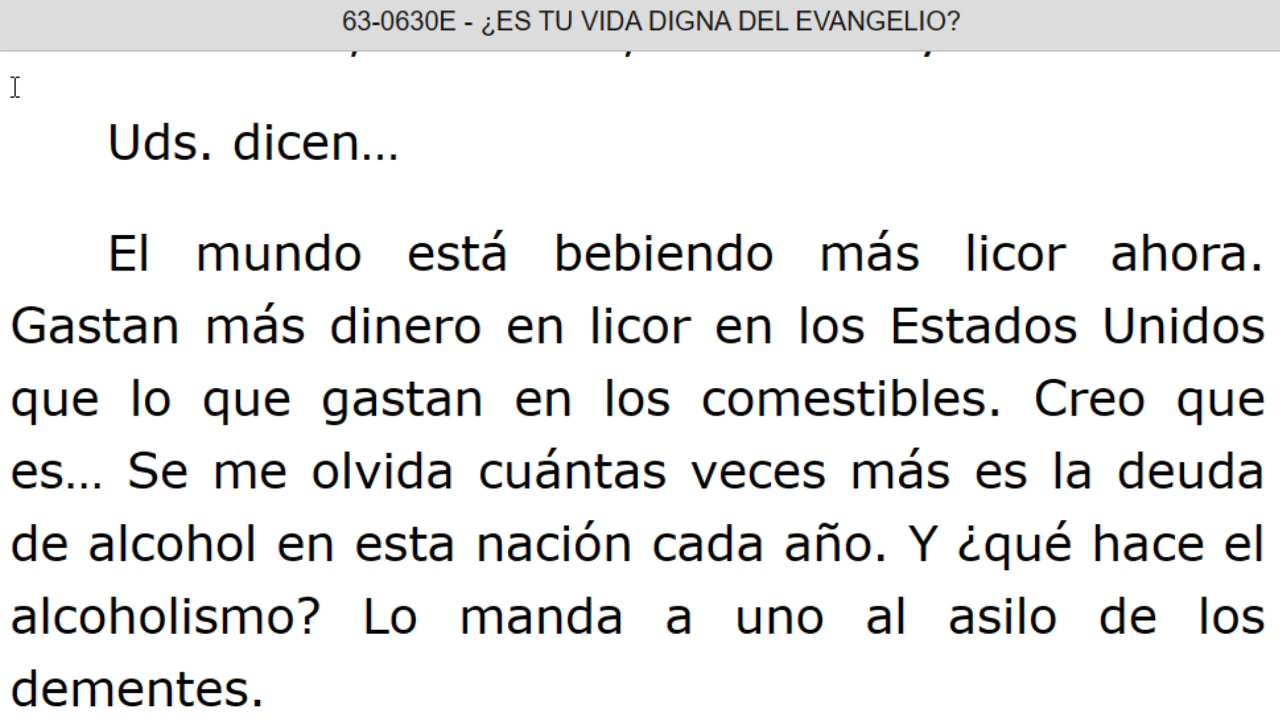 63-0630E - ¿ES TU VIDA DIGNA DEL EVANGELIO?
Uds. dicen…
El mundo está bebiendo más licor ahora.
Gastan más dinero en licor en los Estados Unidos
que lo que gastan en los comestibles. Creo que
es… Se me olvida cuántas veces más es la deuda
de alcohol en esta nación cada año. Y ¿qué hace el
alcoholismo? Lo manda a uno al asilo de los
dementes.